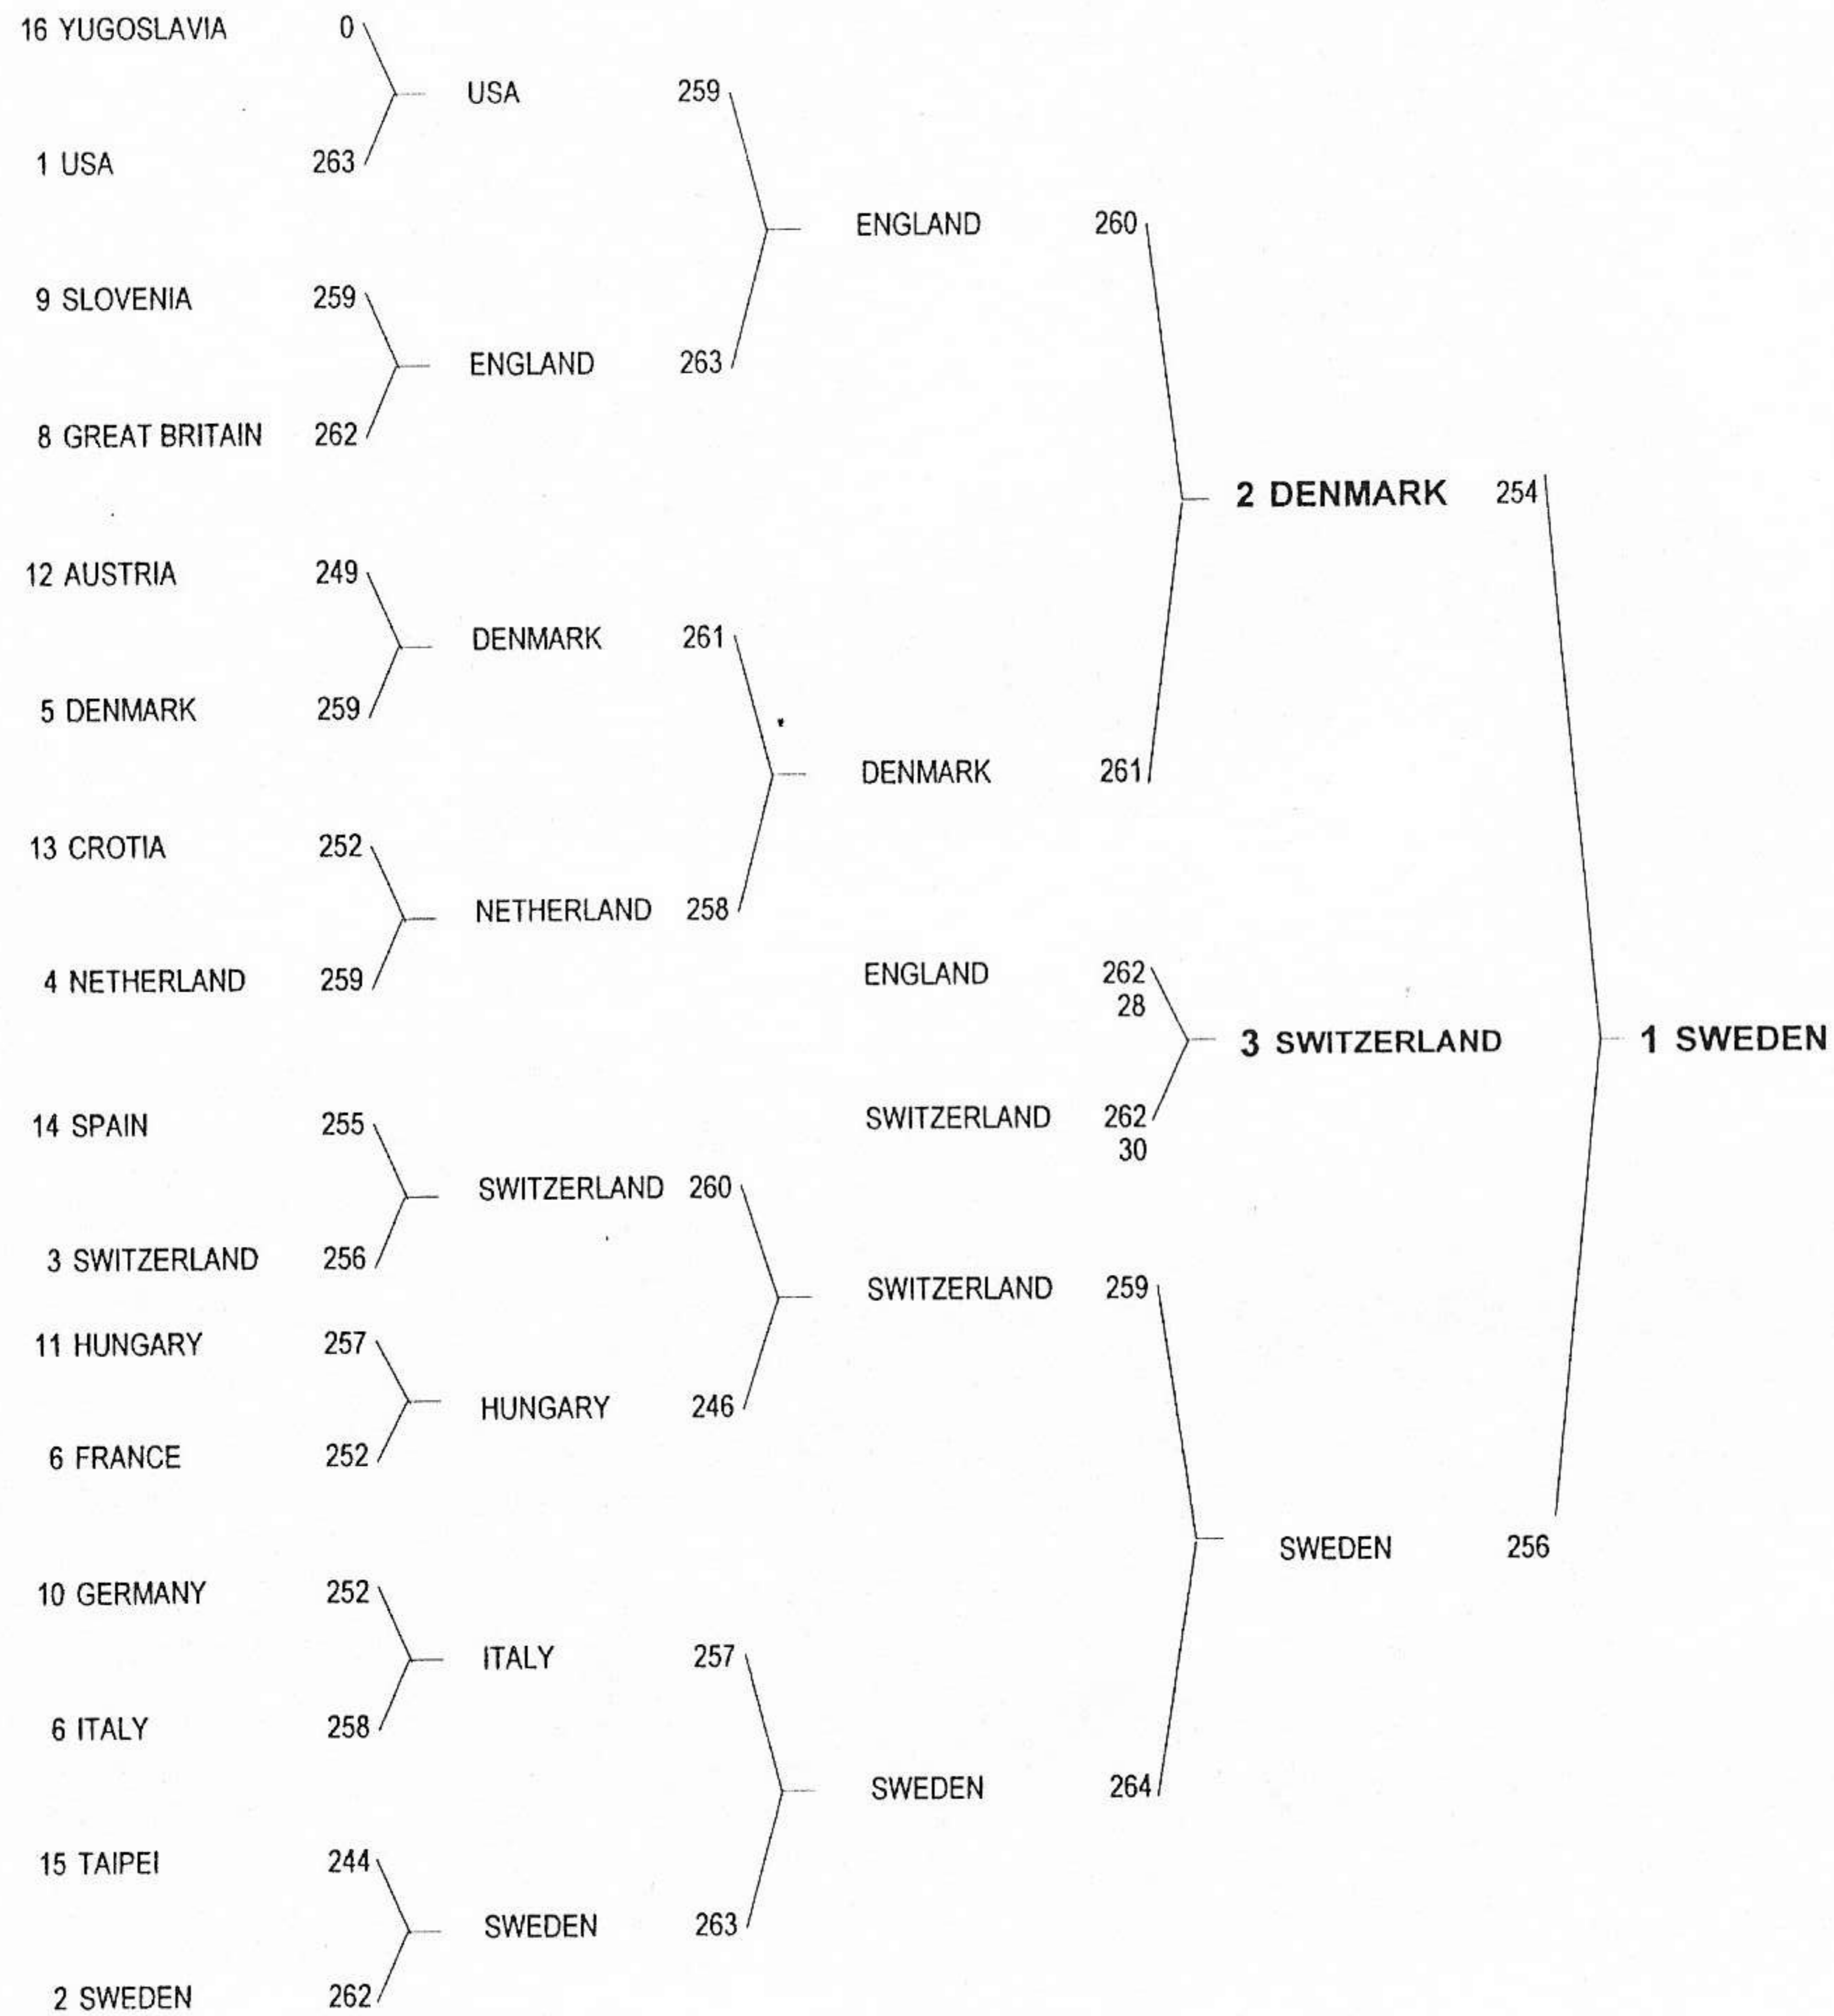 16 YUGOSLAVIA 0
USA 259
1 USA 263
ENGLAND 260
9 SLOVENIA 259
ENGLAND 263
8 GREAT BRITAIN 262
2 DENMARK 254
12 AUSTRIA 249
DENMARK 261
5 DENMARK 259
DENMARK 261
13 CROTIA 252
NETHERLAND 258
4 NETHERLAND 259
ENGLAND 262
28
3 SWITZERLAND
1 SWEDEN
SWITZERLAND 262
30
14 SPAIN 255
SWITZERLAND 260
3 SWITZERLAND 256
SWITZERLAND 259
11 HUNGARY 257
HUNGARY 246
6 FRANCE 252
SWEDEN 256
10 GERMANY 252
ITALY 257
6 ITALY 258
SWEDEN 264
15 TAIPEI 244
SWEDEN 263
2 SWEDEN 262